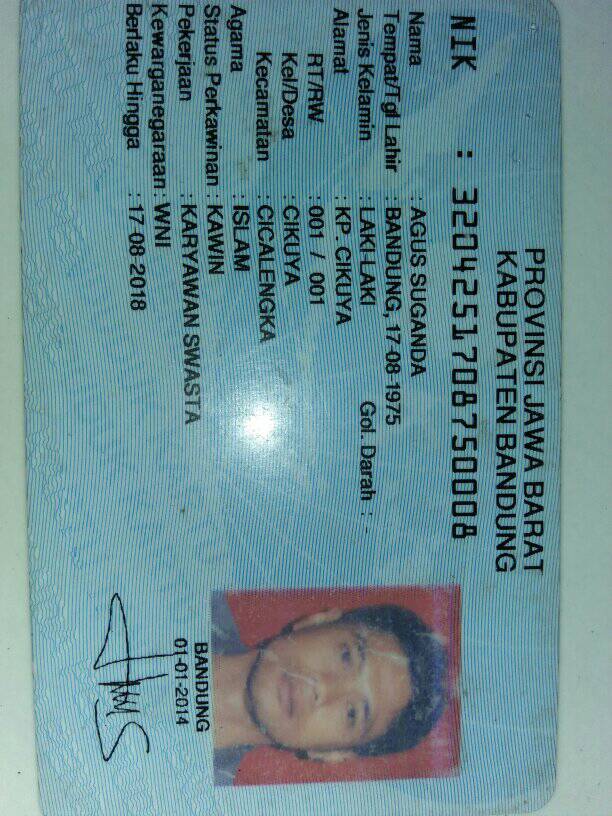 PROVINSI JAWA BARAT
KABUPATEN BANDUNG
NIK : 3204251708750008
Nama : AGUS SUGANDA
Tempat/Tgl Lahir : BANDUNG, 17-08-1975
Jenis Kelamin : LAKI-LAKI Gol. Darah : -
Alamat : KP. CIKUYA
RT/RW : 001 / 001
Kel/Desa : CIKUYA
Kecamatan : CICALENGKA
Agama : ISLAM
Status Perkawinan : KAWIN
Pekerjaan : KARYAWAN SWASTA
Kewarganegaraan : WNI
Berlaku Hingga : 17-08-2018
BANDUNG
01-01-2014